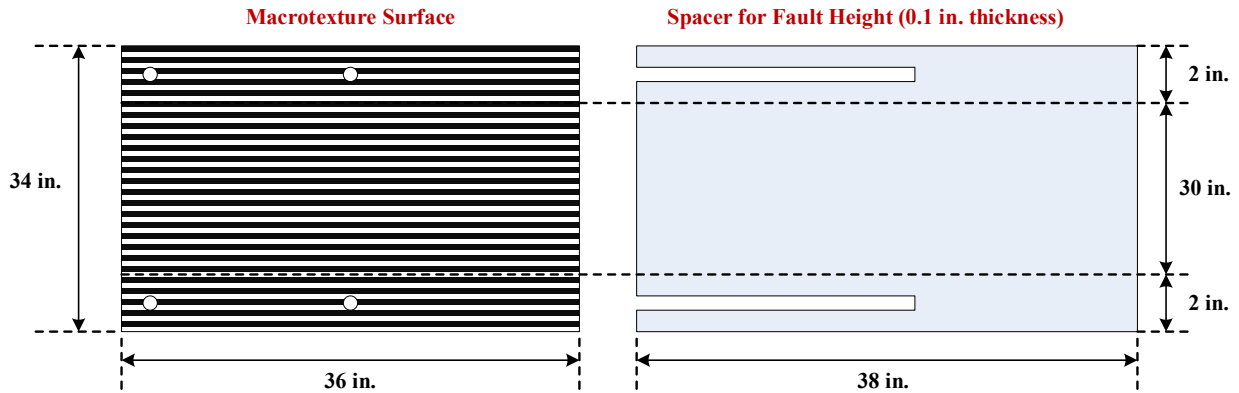 Macrotexture Surface
Spacer for Fault Height (0.1 in. thickness)
2 in.
34 in.
30 in.
2 in.
36 in.
38 in.